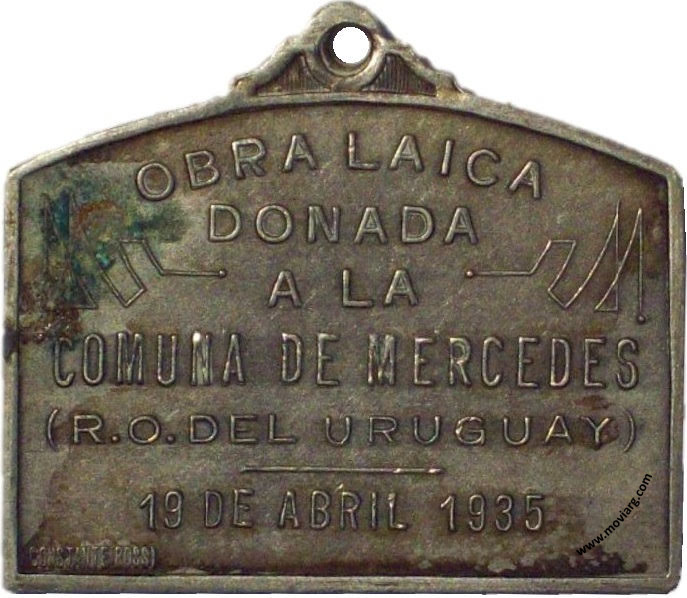 OBRA LAICA
DONADA
A LA
COMUNA DE MERCEDES
(R.O. DEL URUGUAY)
19 DE ABRIL 1935
CONSTANTE ROSSI
www.moviarg.com